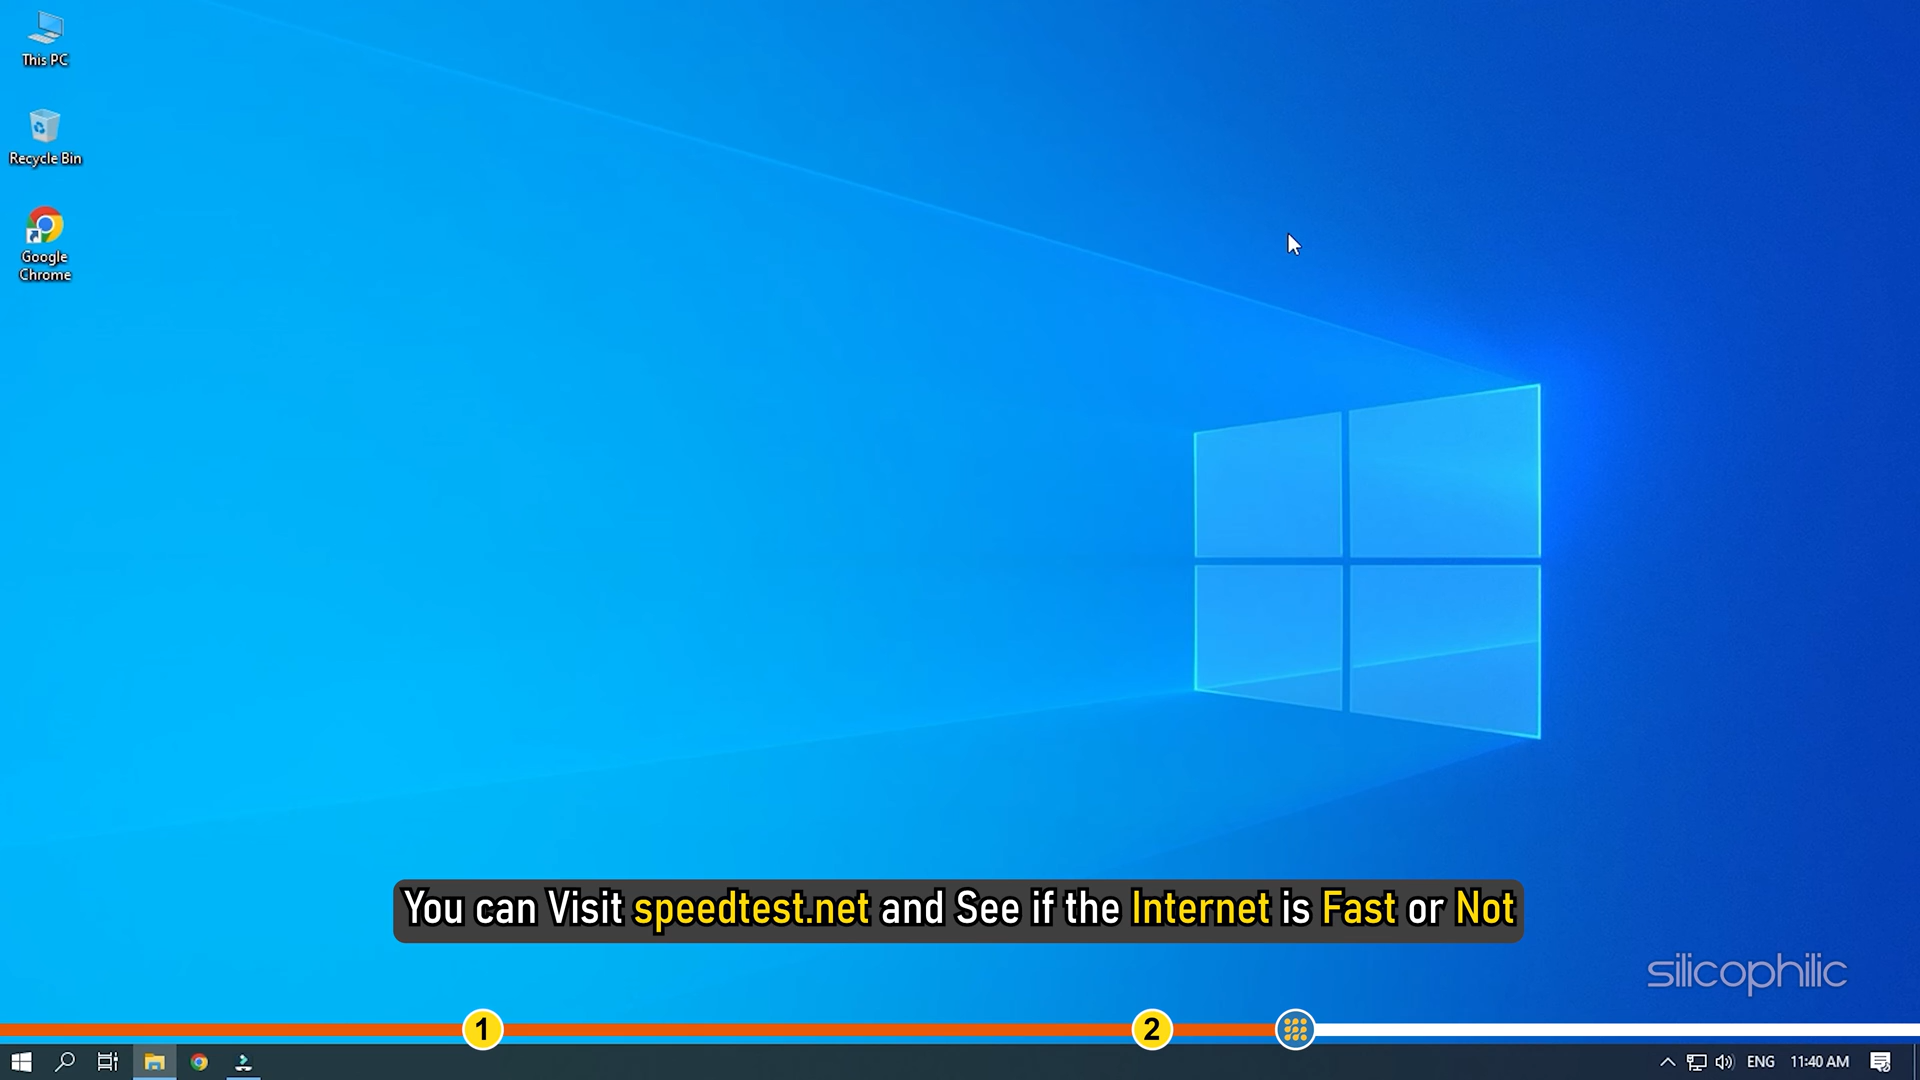 This PC
Recycle Bin
Google
Chrome
You can Visit speedtest.net and See if the Internet is Fast or Not
silicophilic
1
2
ENG
11:40 AM